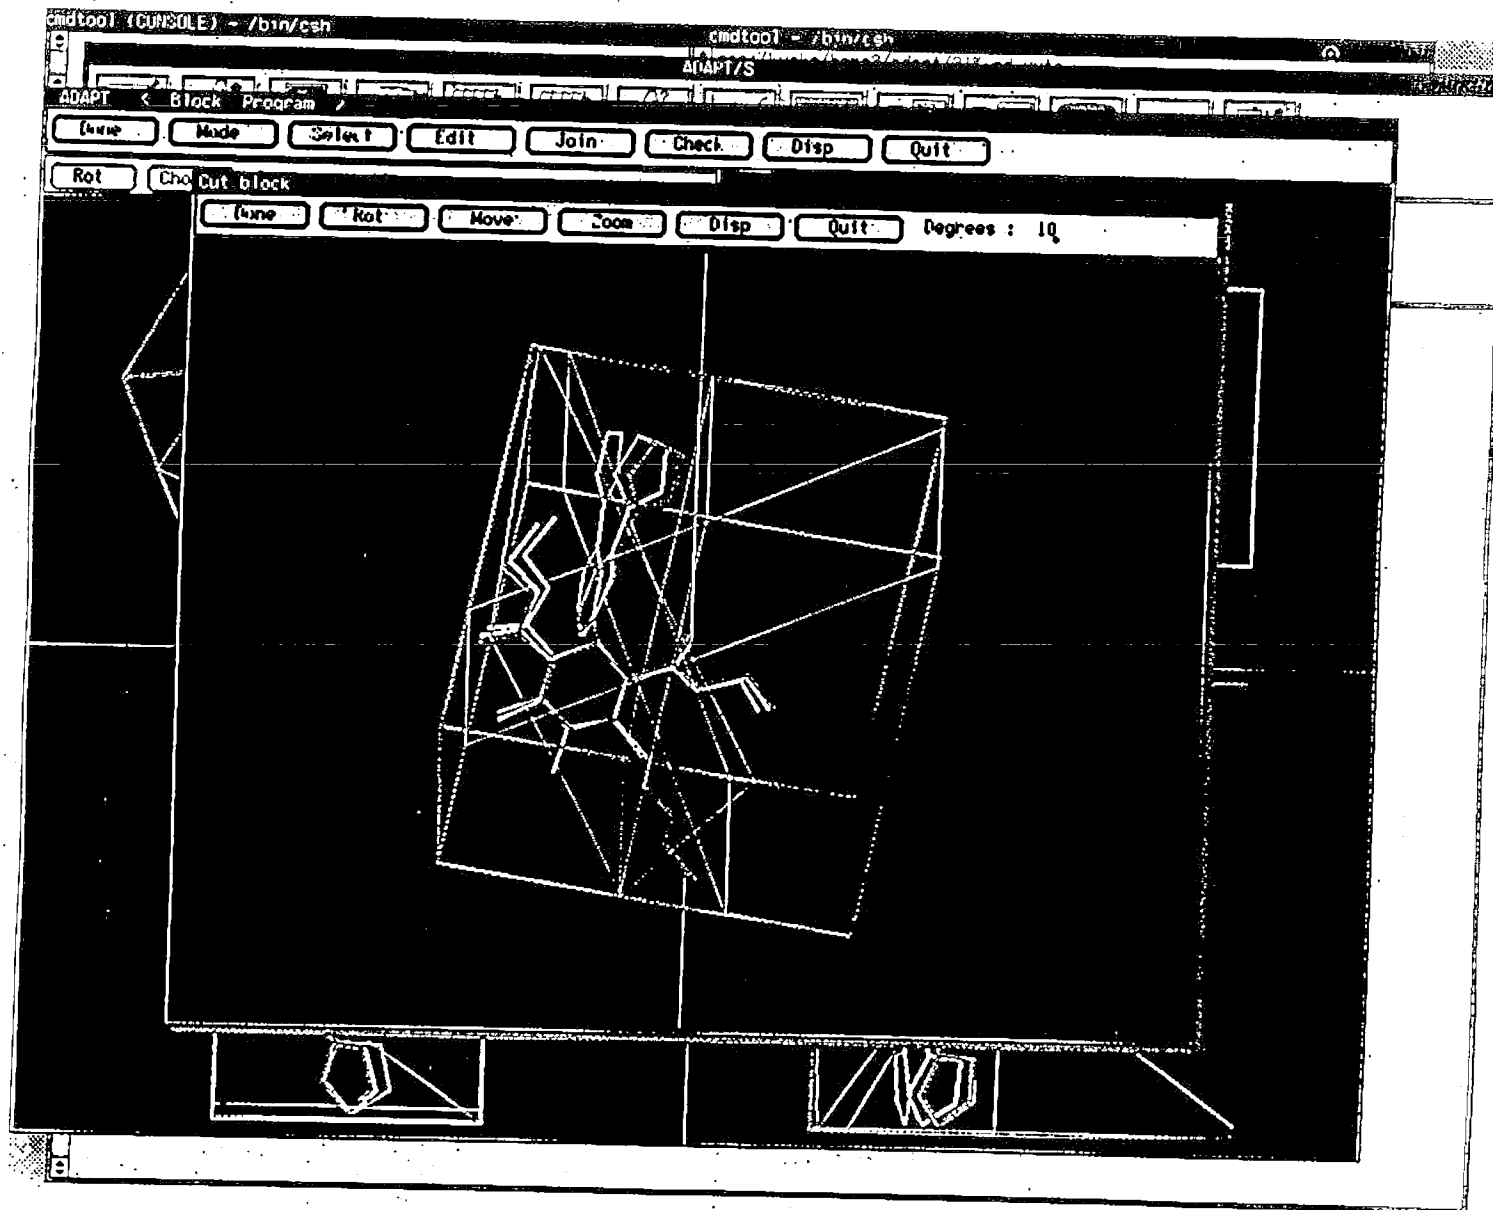 cmdtool (CONSOLE) - /bin/csh
cmdtool - /bin/csh
ADAPT/S
ADAPT < Block Program >
Done Mode Select Edit Join Check Disp Quit
Rot Cho
Cut block
Done Rot Move Zoom Disp Quit Degrees : 10